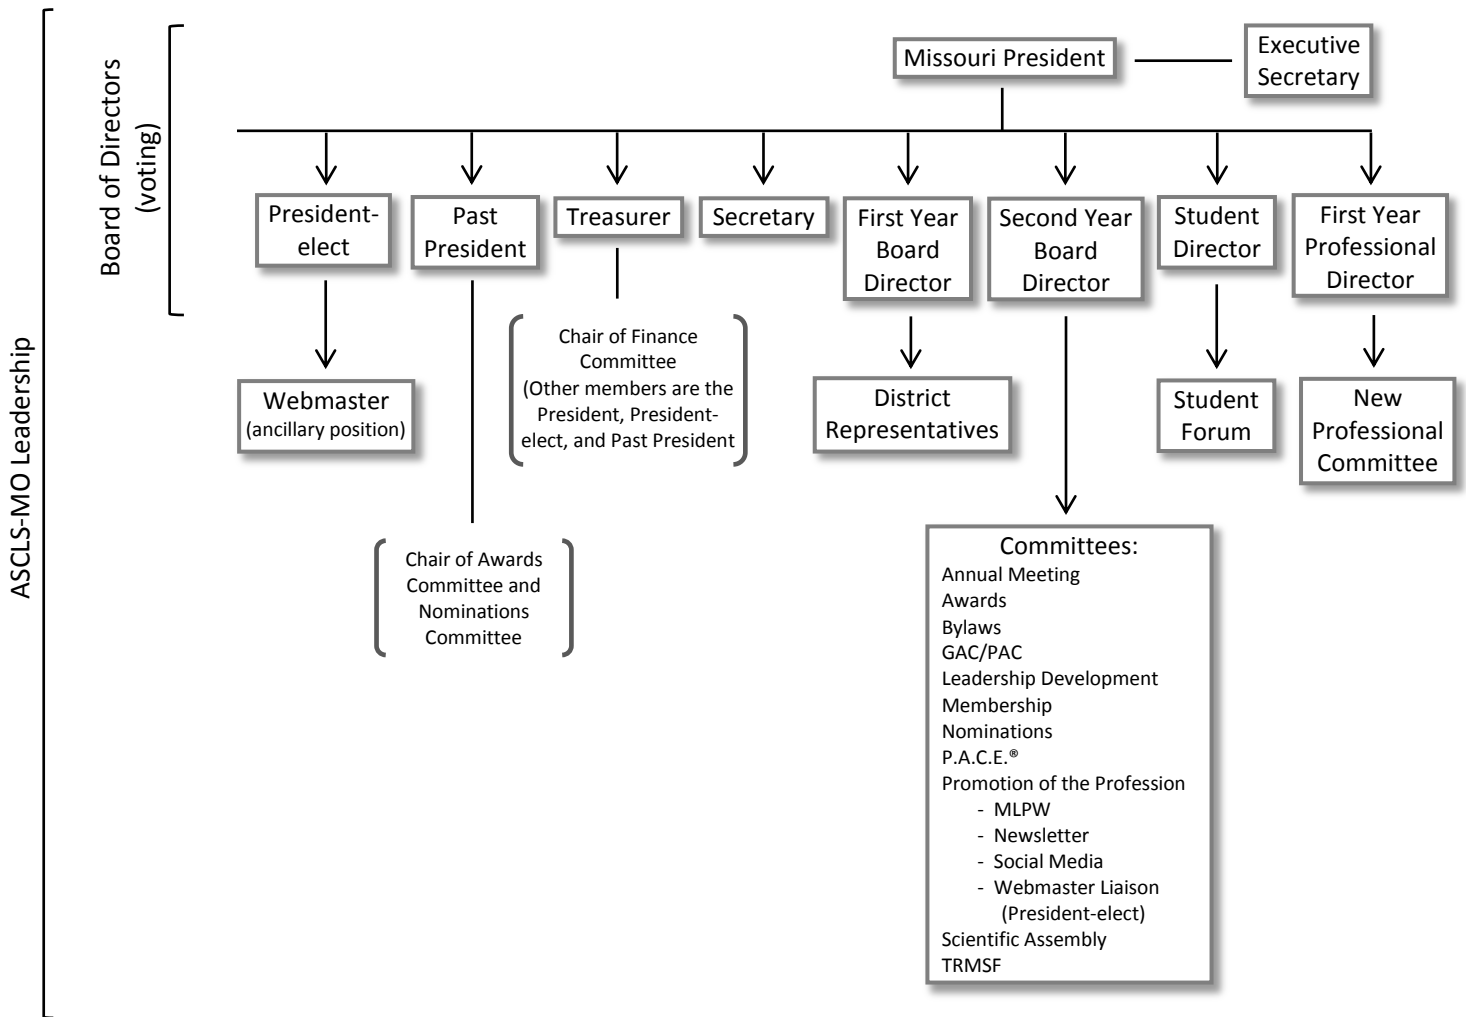 ASCLS-MO Leadership
Board of Directors
(voting)
Missouri President
Executive
Secretary
President-
elect
Past
President
Treasurer
Secretary
First Year
Board
Director
Second Year
Board
Director
Student
Director
First Year
Professional
Director
Webmaster
(ancillary position)
Chair of Finance
Committee
(Other members are the
President, President-
elect, and Past President
District
Representatives
Student
Forum
New
Professional
Committee
Chair of Awards
Committee and
Nominations
Committee
Committees:
Annual Meeting
Awards
Bylaws
GAC/PAC
Leadership Development
Membership
Nominations
P.A.C.E.®
Promotion of the Profession
- MLPW
- Newsletter
- Social Media
- Webmaster Liaison
(President-elect)
Scientific Assembly
TRMSF